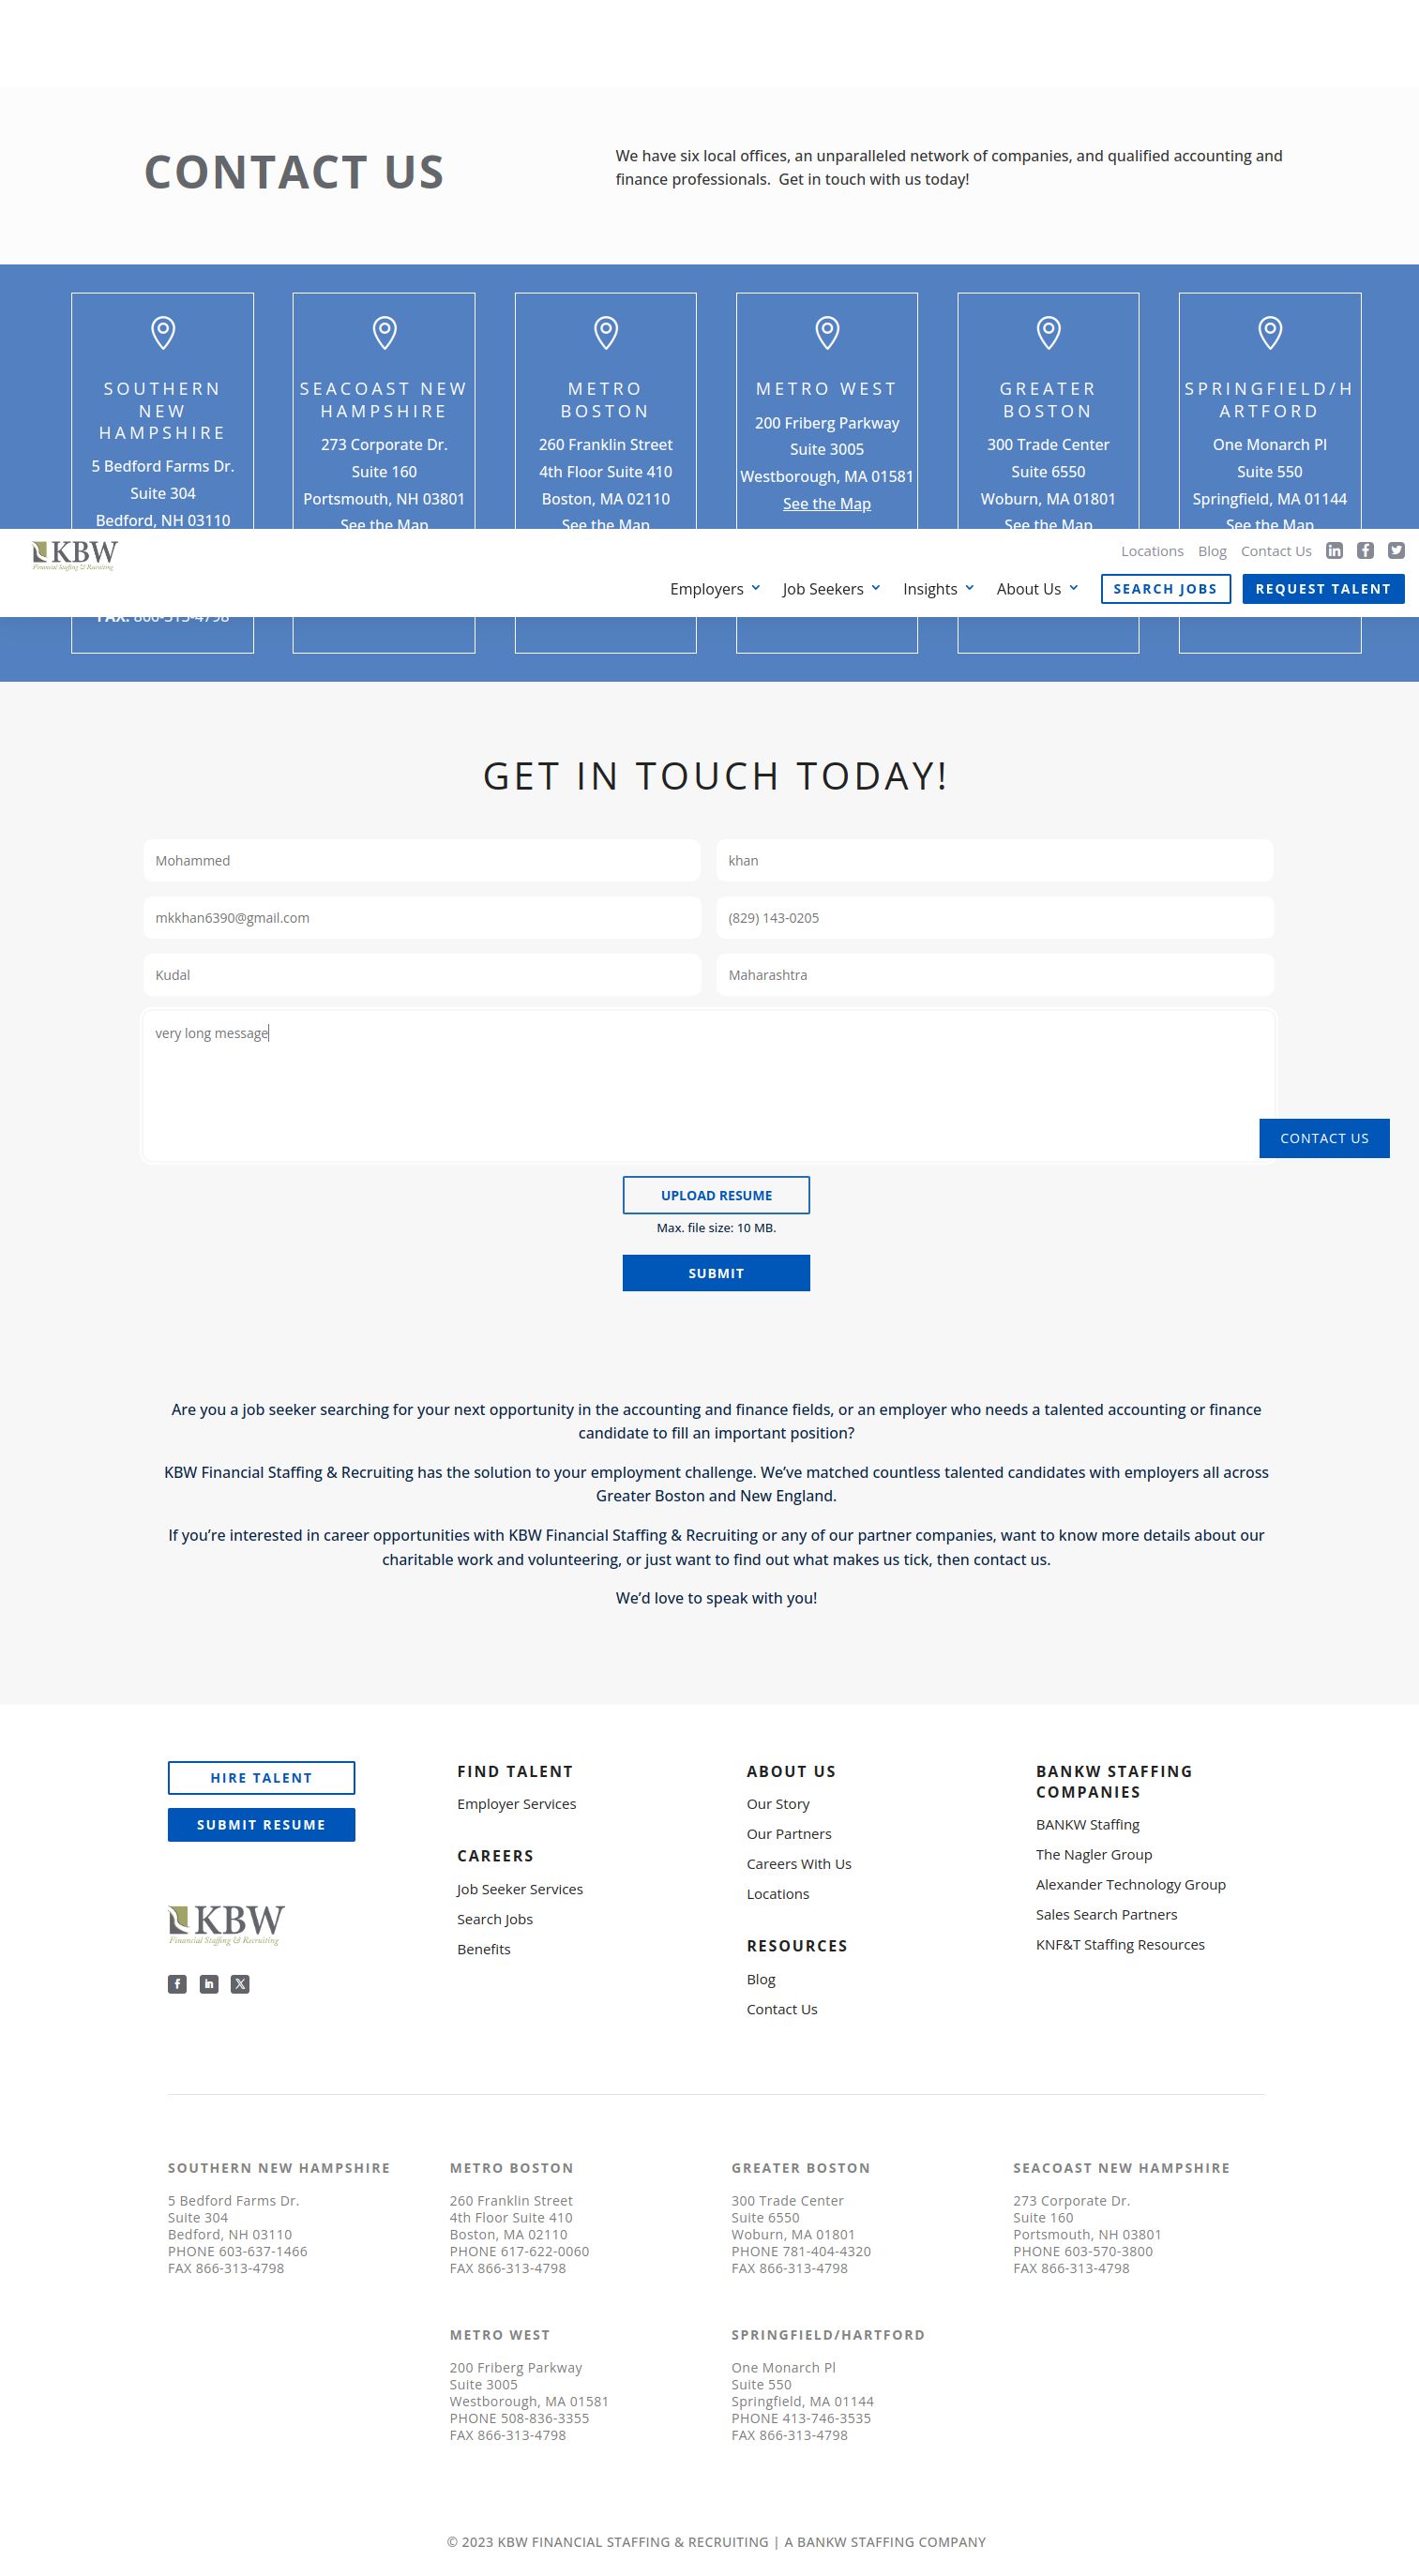 CONTACT US
We have six local offices, an unparalleled network of companies, and qualified accounting and
finance professionals.  Get in touch with us today!
SOUTHERN
NEW
HAMPSHIRE
5 Bedford Farms Dr.
Suite 304
Bedford, NH 03110
SEACOAST NEW
HAMPSHIRE
273 Corporate Dr.
Suite 160
Portsmouth, NH 03801
See the Map
METRO
BOSTON
260 Franklin Street
4th Floor Suite 410
Boston, MA 02110
See the Map
METRO WEST
200 Friberg Parkway
Suite 3005
Westborough, MA 01581
See the Map
GREATER
BOSTON
300 Trade Center
Suite 6550
Woburn, MA 01801
See the Map
SPRINGFIELD/H
ARTFORD
One Monarch Pl
Suite 550
Springfield, MA 01144
See the Map
KBW
Financial Staffing & Recruiting
Locations Blog Contact Us
Employers Job Seekers Insights About Us SEARCH JOBS REQUEST TALENT
FAX: 866-313-4798
GET IN TOUCH TODAY!
Mohammed
khan
mkkhan6390@gmail.com
(829) 143-0205
Kudal
Maharashtra
very long message
CONTACT US
UPLOAD RESUME
Max. file size: 10 MB.
SUBMIT
Are you a job seeker searching for your next opportunity in the accounting and finance fields, or an employer who needs a talented accounting or finance
candidate to fill an important position?
KBW Financial Staffing & Recruiting has the solution to your employment challenge. We’ve matched countless talented candidates with employers all across
Greater Boston and New England.
If you’re interested in career opportunities with KBW Financial Staffing & Recruiting or any of our partner companies, want to know more details about our
charitable work and volunteering, or just want to find out what makes us tick, then contact us.
We’d love to speak with you!
HIRE TALENT
SUBMIT RESUME
KBW
Financial Staffing & Recruiting
FIND TALENT
Employer Services
CAREERS
Job Seeker Services
Search Jobs
Benefits
ABOUT US
Our Story
Our Partners
Careers With Us
Locations
RESOURCES
Blog
Contact Us
BANKW STAFFING
COMPANIES
BANKW Staffing
The Nagler Group
Alexander Technology Group
Sales Search Partners
KNF&T Staffing Resources
SOUTHERN NEW HAMPSHIRE
5 Bedford Farms Dr.
Suite 304
Bedford, NH 03110
PHONE 603-637-1466
FAX 866-313-4798
METRO BOSTON
260 Franklin Street
4th Floor Suite 410
Boston, MA 02110
PHONE 617-622-0060
FAX 866-313-4798
GREATER BOSTON
300 Trade Center
Suite 6550
Woburn, MA 01801
PHONE 781-404-4320
FAX 866-313-4798
SEACOAST NEW HAMPSHIRE
273 Corporate Dr.
Suite 160
Portsmouth, NH 03801
PHONE 603-570-3800
FAX 866-313-4798
METRO WEST
200 Friberg Parkway
Suite 3005
Westborough, MA 01581
PHONE 508-836-3355
FAX 866-313-4798
SPRINGFIELD/HARTFORD
One Monarch Pl
Suite 550
Springfield, MA 01144
PHONE 413-746-3535
FAX 866-313-4798
© 2023 KBW FINANCIAL STAFFING & RECRUITING | A BANKW STAFFING COMPANY